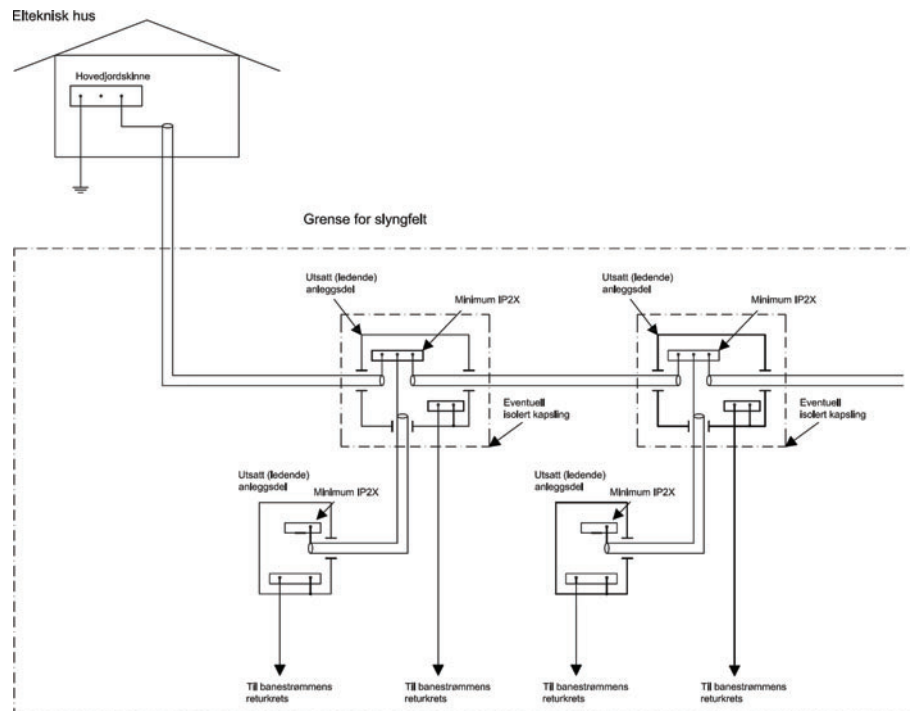 Elteknisk hus
Hovedjordskinne
Grense for slyngfelt
Utsatt (ledende)
anleggsdel
Minimum IP2X
Utsatt (ledende)
anleggsdel
Minimum IP2X
Eventuell
isolert kapsling
Eventuell
isolert kapsling
Utsatt (ledende)
anleggsdel
Minimum IP2X
Utsatt (ledende)
anleggsdel
Minimum IP2X
Til banestrømmens
returkrets
Til banestrømmens
returkrets
Til banestrømmens
returkrets
Til banestrømmens
returkrets